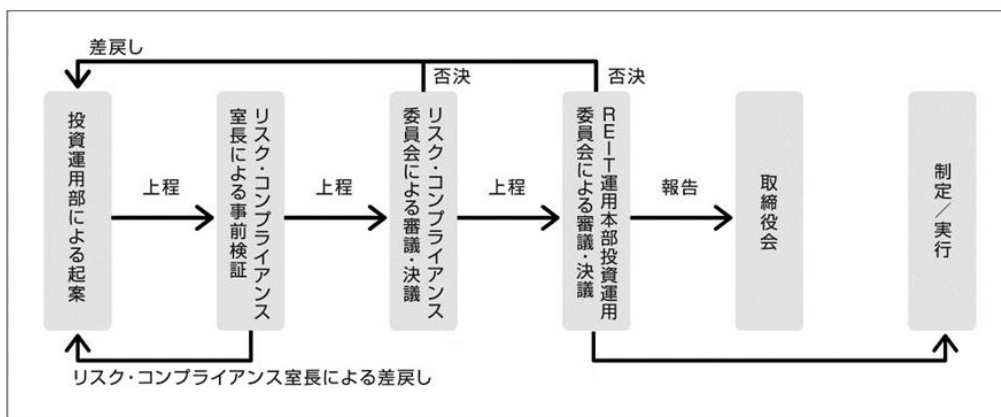 差戻し
否決
否決
投資運用部による起案
上程
リスク・コンプライアンス
室長による事前検証
上程
リスク・コンプライアンス
委員会による審議・決議
上程
REIT運用本部投資運用
委員会による審議・決議
報告
取締役会
制定/実行
リスク・コンプライアンス室長による差戻し